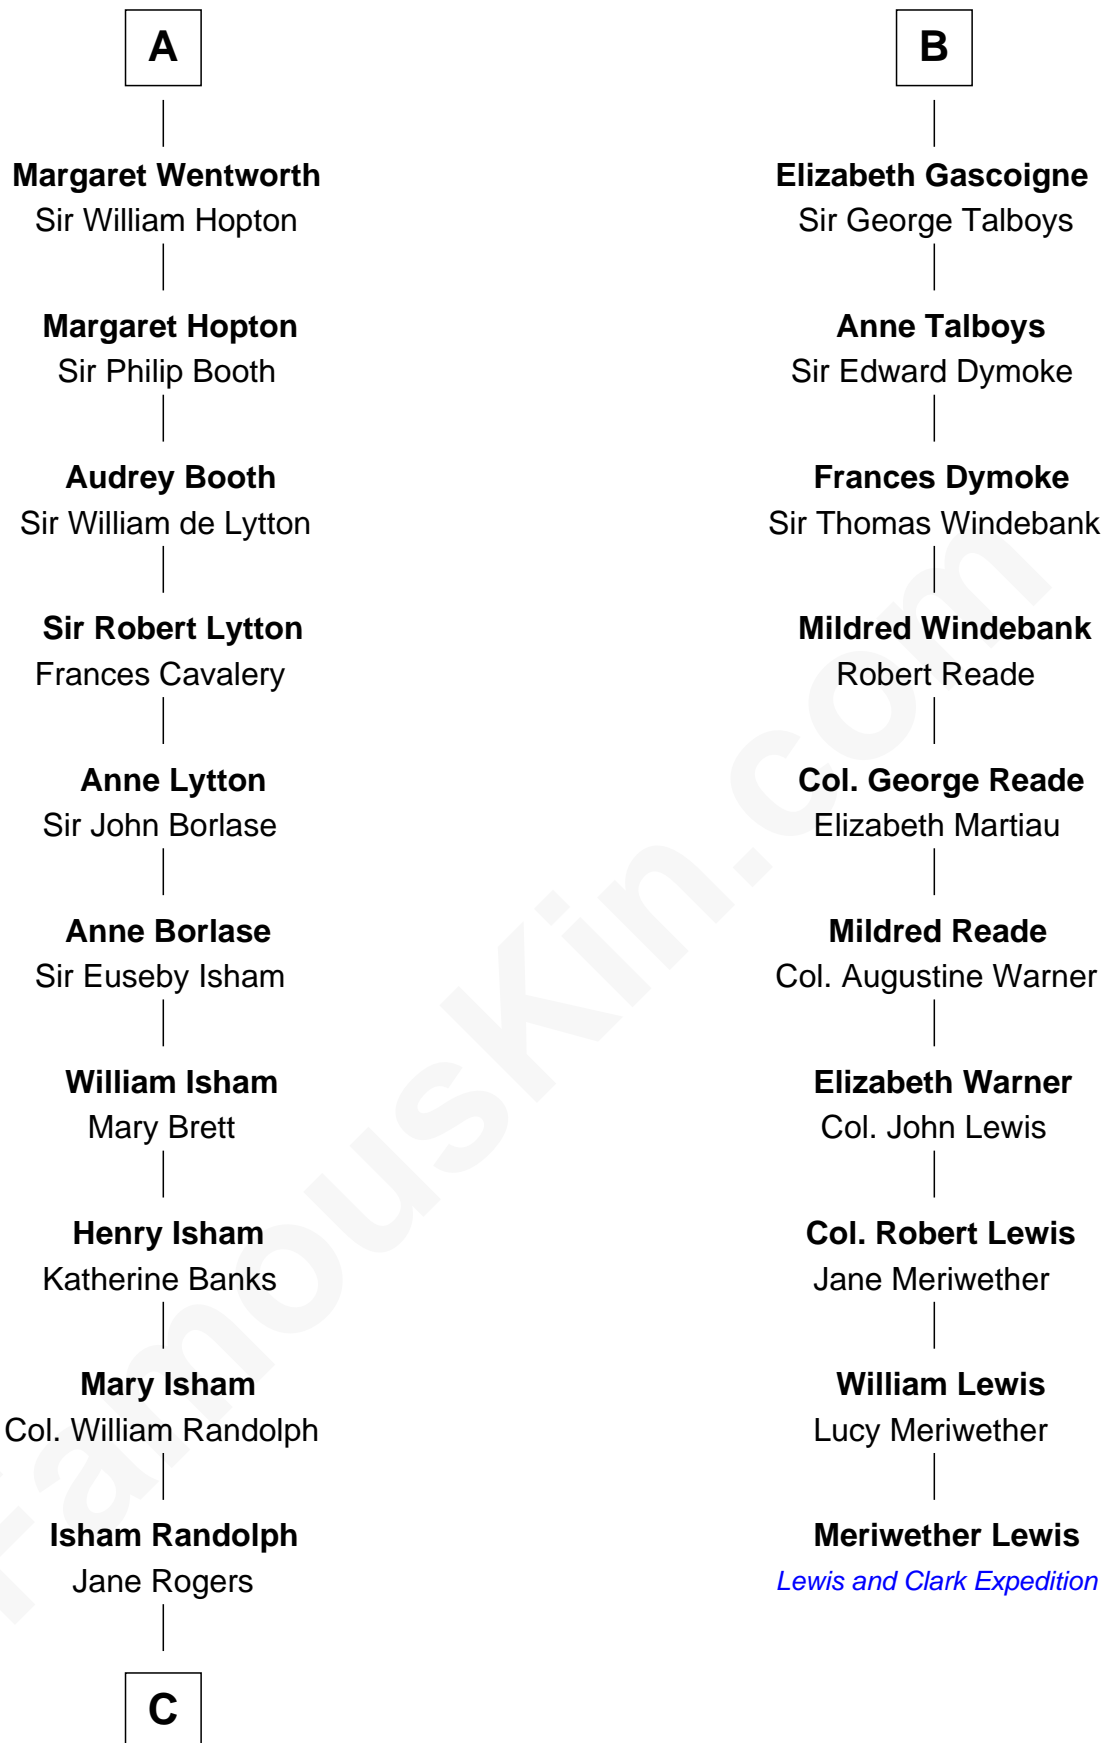 A
Margaret Wentworth
Sir William Hopton
Margaret Hopton
Sir Philip Booth
Audrey Booth
Sir William de Lytton
Sir Robert Lytton
Frances Cavalery
Anne Lytton
Sir John Borlase
Anne Borlase
Sir Euseby Isham
William Isham
Mary Brett
Henry Isham
Katherine Banks
Mary Isham
Col. William Randolph
Isham Randolph
Jane Rogers
C
B
Elizabeth Gascoigne
Sir George Talboys
Anne Talboys
Sir Edward Dymoke
Frances Dymoke
Sir Thomas Windebank
Mildred Windebank
Robert Reade
Col. George Reade
Elizabeth Martiau
Mildred Reade
Col. Augustine Warner
Elizabeth Warner
Col. John Lewis
Col. Robert Lewis
Jane Meriwether
William Lewis
Lucy Meriwether
Meriwether Lewis
Lewis and Clark Expedition
FamousKin.com